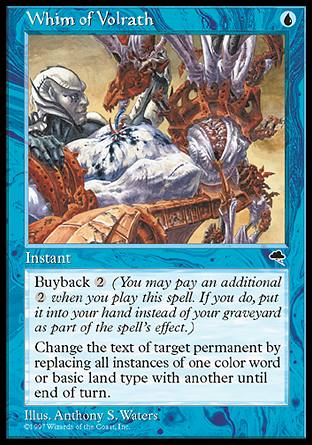 Whim of Volrath
Instant
Buyback 2 (You may pay an additional
2 when you play this spell. If you do, put
it into your hand instead of your graveyard
as part of the spell's effect.)
Change the text of target permanent by
replacing all instances of one color word
or basic land type with another until
end of turn.
Illus. Anthony S. Waters
©1997 Wizards of the Coast, Inc.